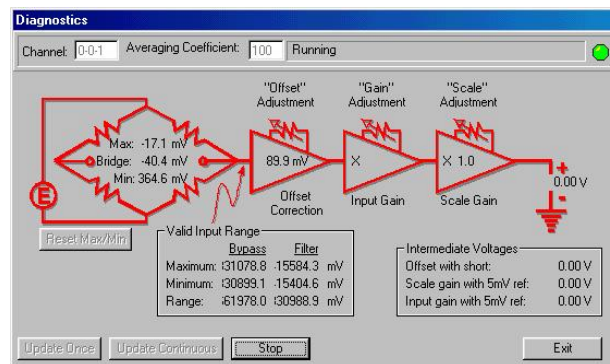 Diagnostics
Channel: 0-0-1 Averaging Coefficient: 100 Running
"Offset" Adjustment
"Gain" Adjustment
"Scale" Adjustment
Max: -17.1 mV
Bridge: -40.4 mV
Min: 364.6 mV
E
89.9 mV
X
X 1.0
+
0.00 V
-
Offset Correction
Input Gain
Scale Gain
Reset Max/Min
Valid Input Range
Bypass Filter
Maximum: 31078.8 -15584.3 mV
Minimum: 30899.1 -15404.6 mV
Range: 61978.0 30988.9 mV
Intermediate Voltages
Offset with short: 0.00 V
Scale gain with 5mV ref: 0.00 V
Input gain with 5mV ref: 0.00 V
Update Once Update Continuous Stop Exit